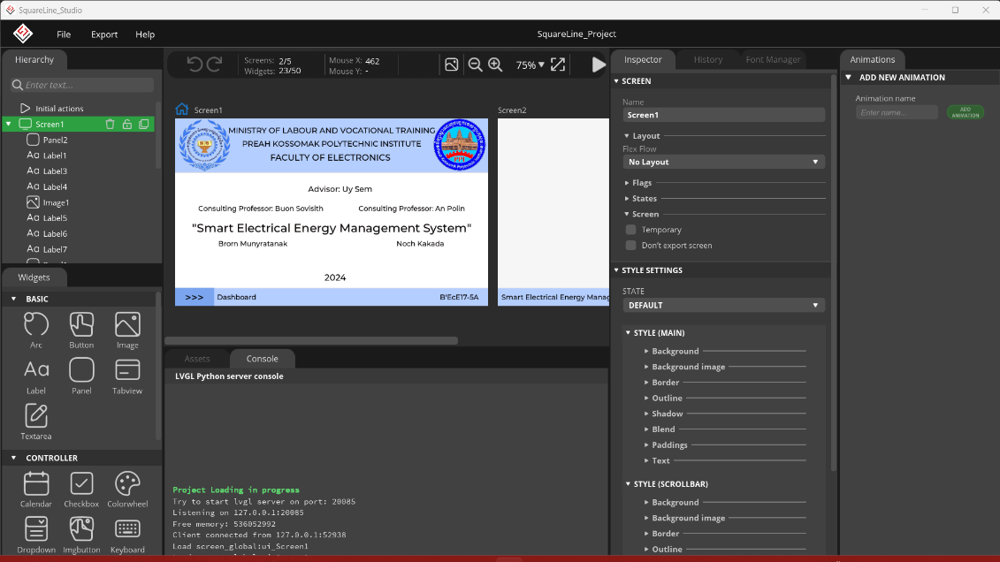 SquareLine_Studio
File Export Help
SquareLine_Project
Hierarchy
Enter text...
Initial actions
Screen1
Panel2
Label1
Label3
Label4
Image1
Label5
Label6
Label7
Widgets
BASIC
Arc Button Image
Label Panel Tabview
Textarea
CONTROLLER
Calendar Checkbox Colorwheel
Dropdown Imgbutton Keyboard
Screens: 2/5
Widgets: 23/50
Mouse X: 462
Mouse Y: -
75%
Screen1
MINISTRY OF LABOUR AND VOCATIONAL TRAINING
PREAH KOSSOMAK POLYTECHNIC INSTITUTE
FACULTY OF ELECTRONICS
Advisor: Uy Sem
Consulting Professor: Buon Sovisith Consulting Professor: An Polin
"Smart Electrical Energy Management System"
Brorn Munyratanak Noch Kakada
2024
>>> Dashboard B'EcE17-5A
Screen2
Smart Electrical Energy Manag
Assets Console
LVGL Python server console
Project Loading in progress
Try to start lvgl server on port: 20085
Listening on 127.0.0.1:20085
Free memory: 536052992
Client connected from 127.0.0.1:52938
Load screen_global:ui_Screen1
Inspector History Font Manager
SCREEN
Name
Screen1
Layout
Flex Flow
No Layout
Flags
States
Screen
Temporary
Don't export screen
STYLE SETTINGS
STATE
DEFAULT
STYLE (MAIN)
Background
Background image
Border
Outline
Shadow
Blend
Paddings
Text
STYLE (SCROLLBAR)
Background
Background image
Border
Outline
Animations
ADD NEW ANIMATION
Animation name
Enter name...
ADD
ANIMATION